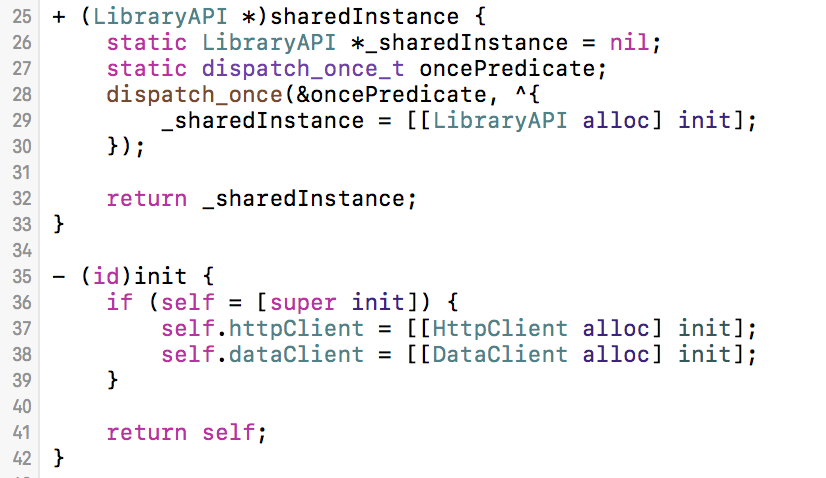 25 + (LibraryAPI *)sharedInstance {
26     static LibraryAPI *_sharedInstance = nil;
27     static dispatch_once_t oncePredicate;
28     dispatch_once(&oncePredicate, ^{
29         _sharedInstance = [[LibraryAPI alloc] init];
30     });
31
32     return _sharedInstance;
33 }
34
35 - (id)init {
36     if (self = [super init]) {
37         self.httpClient = [[HttpClient alloc] init];
38         self.dataClient = [[DataClient alloc] init];
39     }
40
41     return self;
42 }